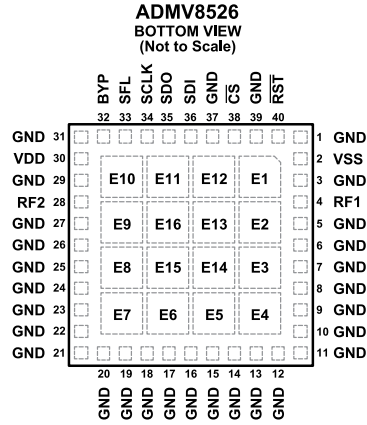 ADMV8526
BOTTOM VIEW
(Not to Scale)
BYP SFL SCLK SDO SDI GND CS GND RST
32 33 34 35 36 37 38 39 40
GND 31 1 GND
VDD 30 2 VSS
GND 29 3 GND
RF2 28 4 RF1
GND 27 5 GND
GND 26 6 GND
GND 25 7 GND
GND 24 8 GND
GND 23 9 GND
GND 22 10 GND
GND 21 11 GND
E10 E11 E12 E1
E9 E16 E13 E2
E8 E15 E14 E3
E7 E6 E5 E4
20 19 18 17 16 15 14 13 12
GND GND GND GND GND GND GND GND GND